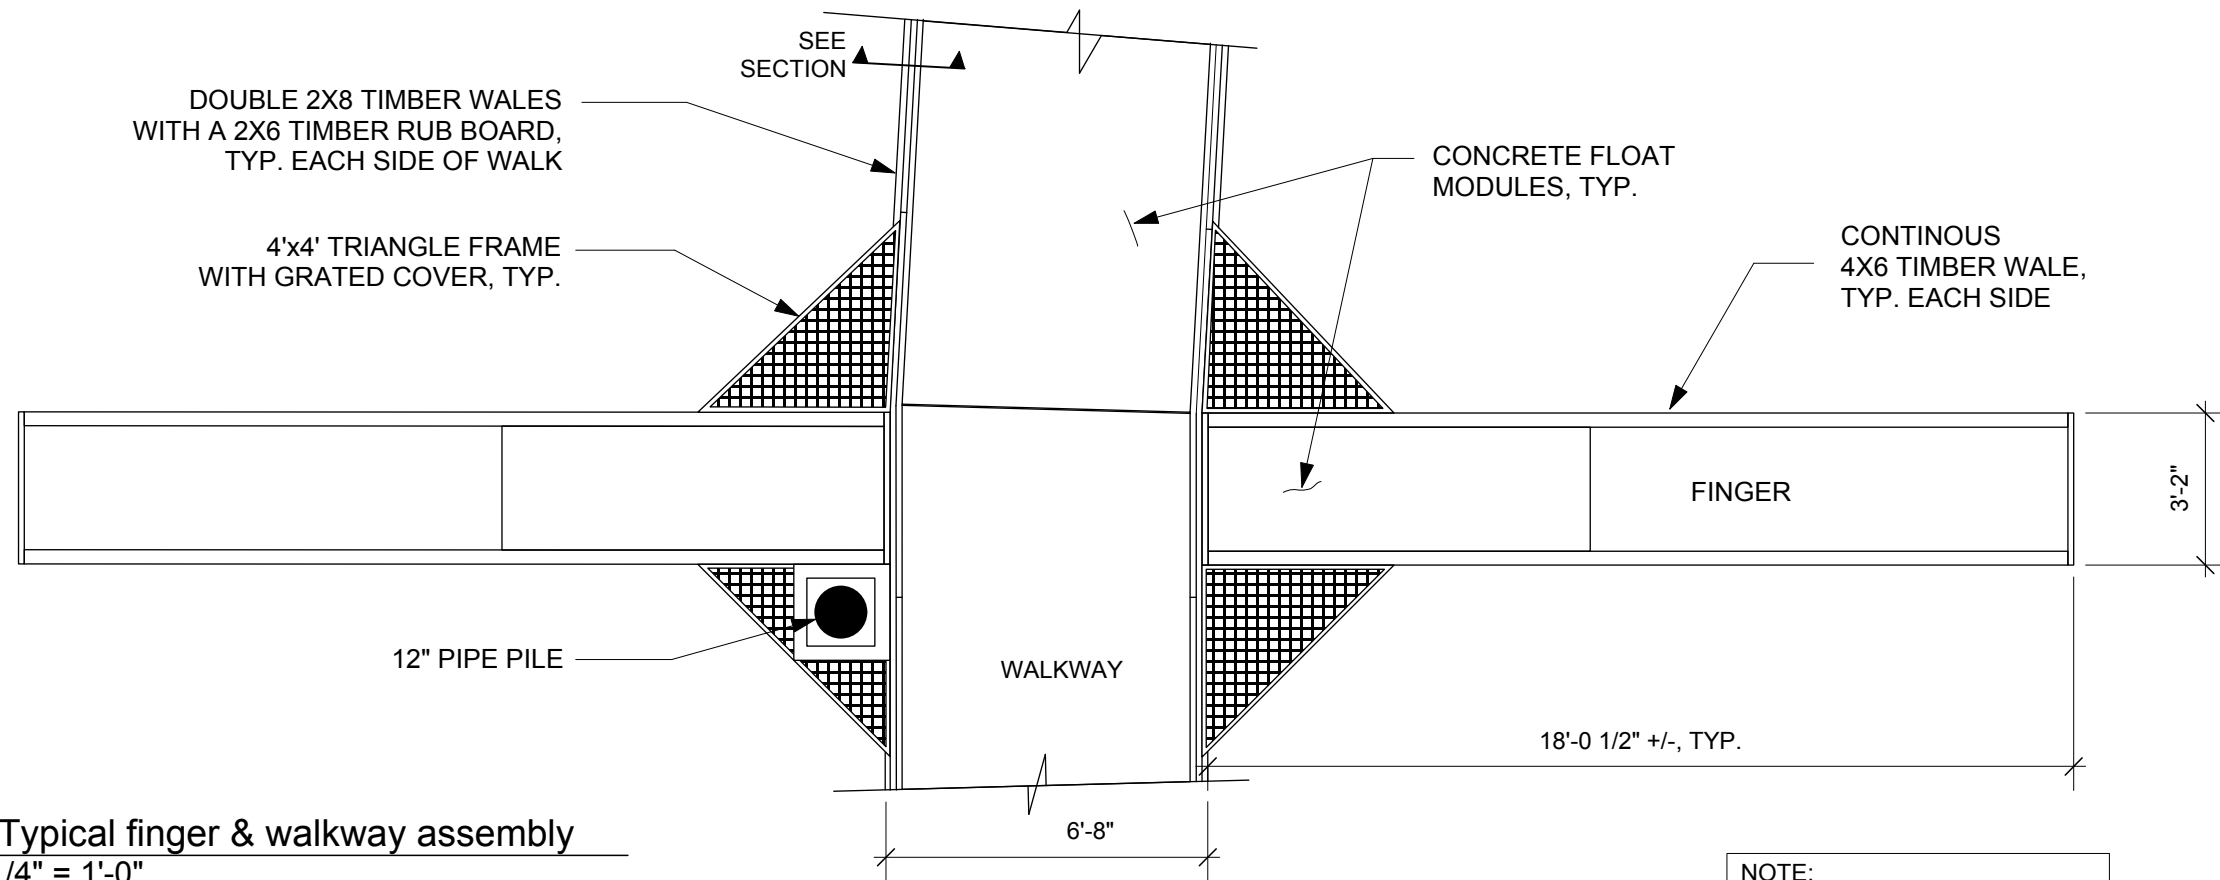 SEE
SECTION
DOUBLE 2X8 TIMBER WALES
WITH A 2X6 TIMBER RUB BOARD,
TYP. EACH SIDE OF WALK
CONCRETE FLOAT
MODULES, TYP.
4'x4' TRIANGLE FRAME
WITH GRATED COVER, TYP.
CONTINOUS
4X6 TIMBER WALE,
TYP. EACH SIDE
FINGER
3'-2"
12" PIPE PILE
WALKWAY
18'-0 1/2" +/-, TYP.
6'-8"
Typical finger & walkway assembly
/4" = 1'-0"
NOTE: